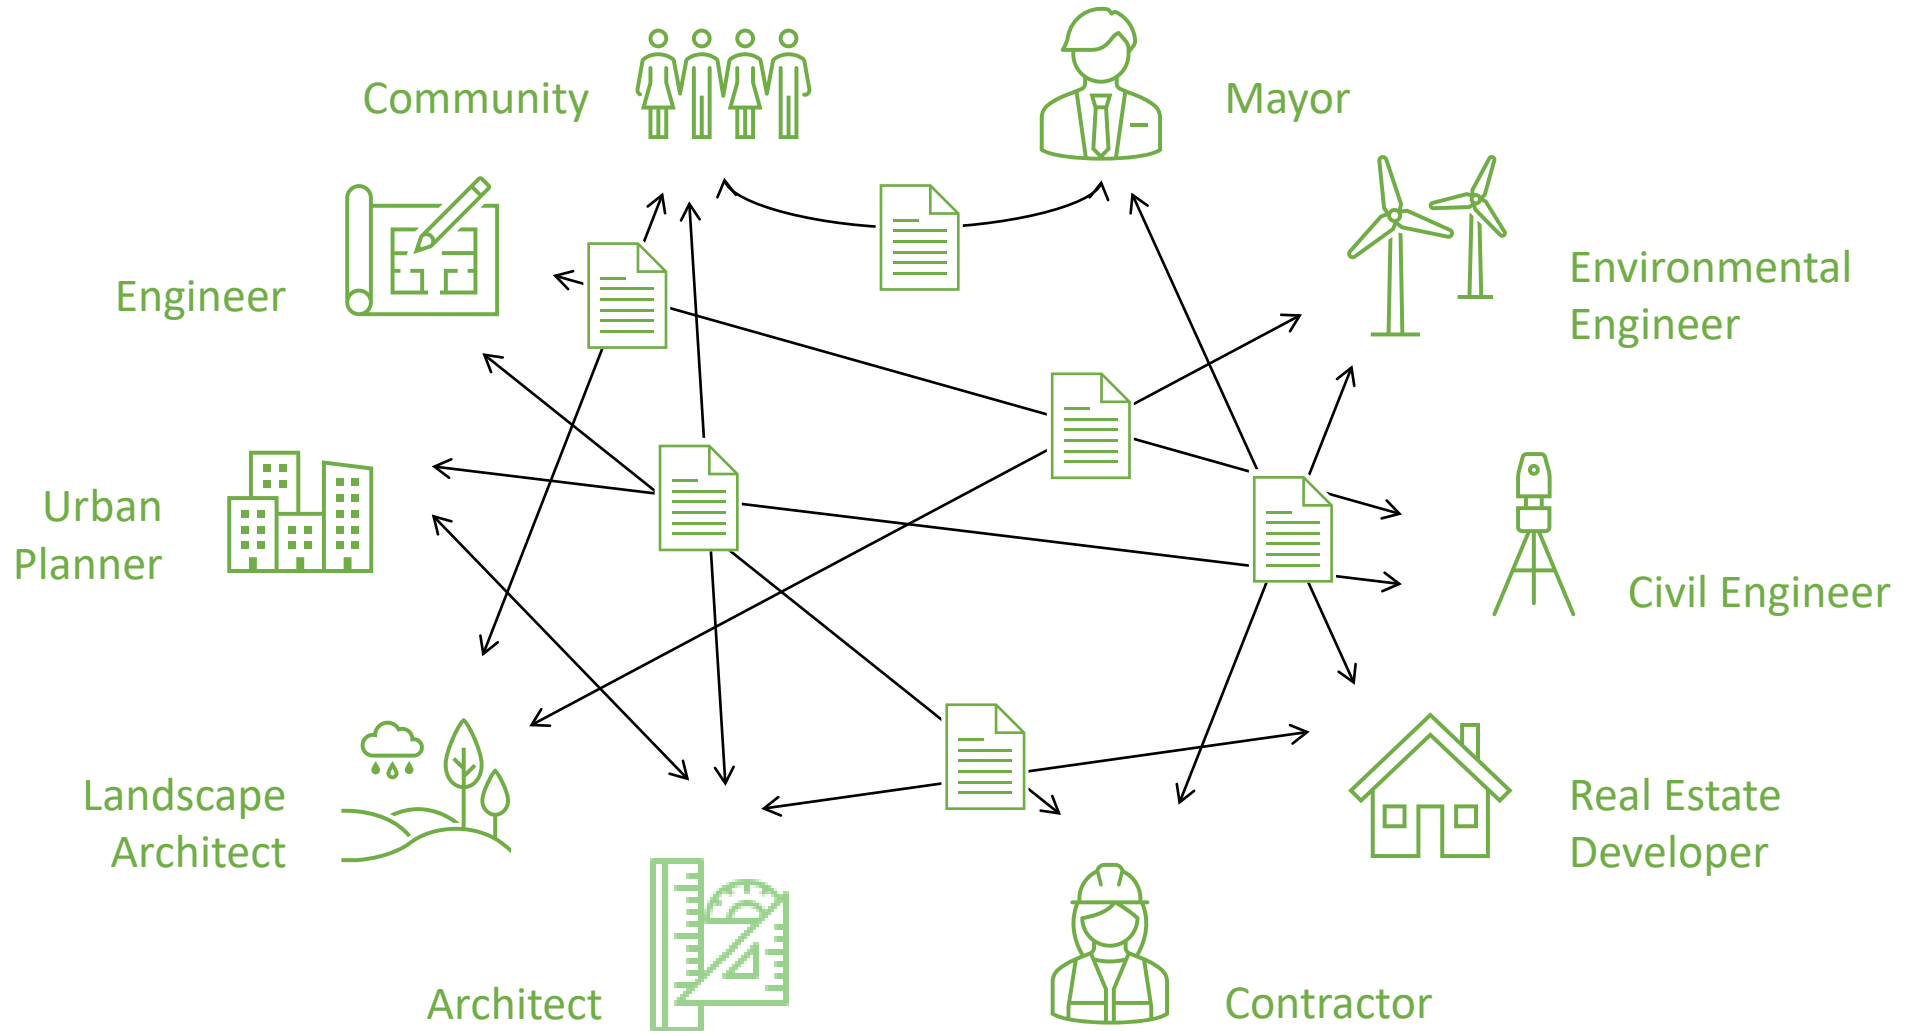 Community
Mayor
Engineer
Environmental
Engineer
Urban
Planner
Civil Engineer
Landscape
Architect
Real Estate
Developer
Architect
Contractor